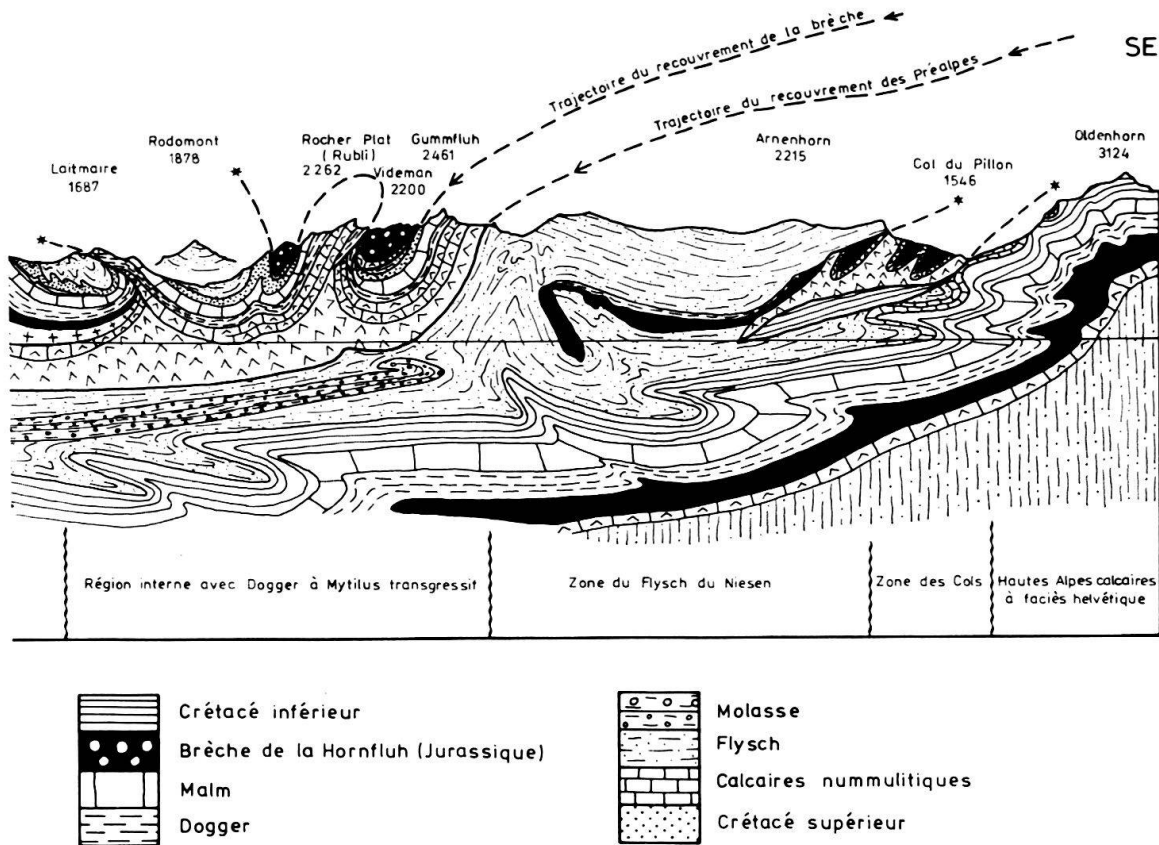 Trajectoire du recouvrement de la brèche
SE
Trajectoire du recouvrement des Préalpes
Rodomont
1878
Rocher Plat
(Rubli)
2262
Gummfluh
2461
Arnenhorn
2215
Oldenhorn
3124
Laitmaire
1687
Videman
2200
Col du Pillon
1546
Région interne avec Dogger à Mytilus transgressif
Zone du Flysch du Niesen
Zone des Cols
Hautes Alpes calcaires
à faciès helvétique
Crétacé inférieur
Brèche de la Hornfluh (Jurassique)
Malm
Dogger
Molasse
Flysch
Calcaires nummulitiques
Crétacé supérieur